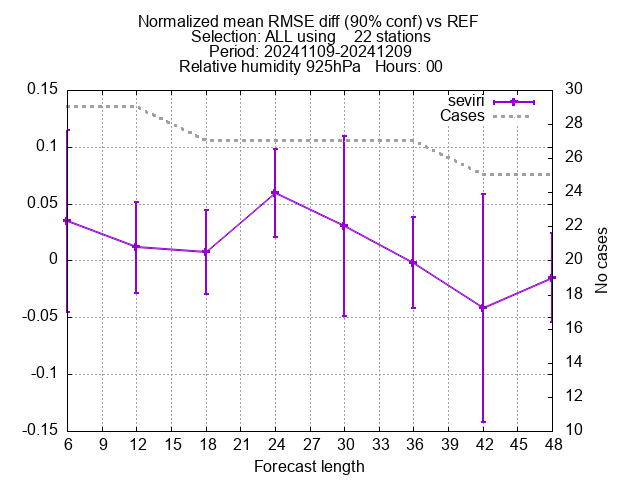 Normalized mean RMSE diff (90% conf) vs REF
Selection: ALL using    22 stations
Period: 20241109-20241209
Relative humidity 925hPa   Hours: 00
seviri
Cases
0.15
0.1
0.05
0
-0.05
-0.1
-0.15
30
28
26
24
22
20
18
16
14
12
10
No cases
6 9 12 15 18 21 24 27 30 33 36 39 42 45 48
Forecast length